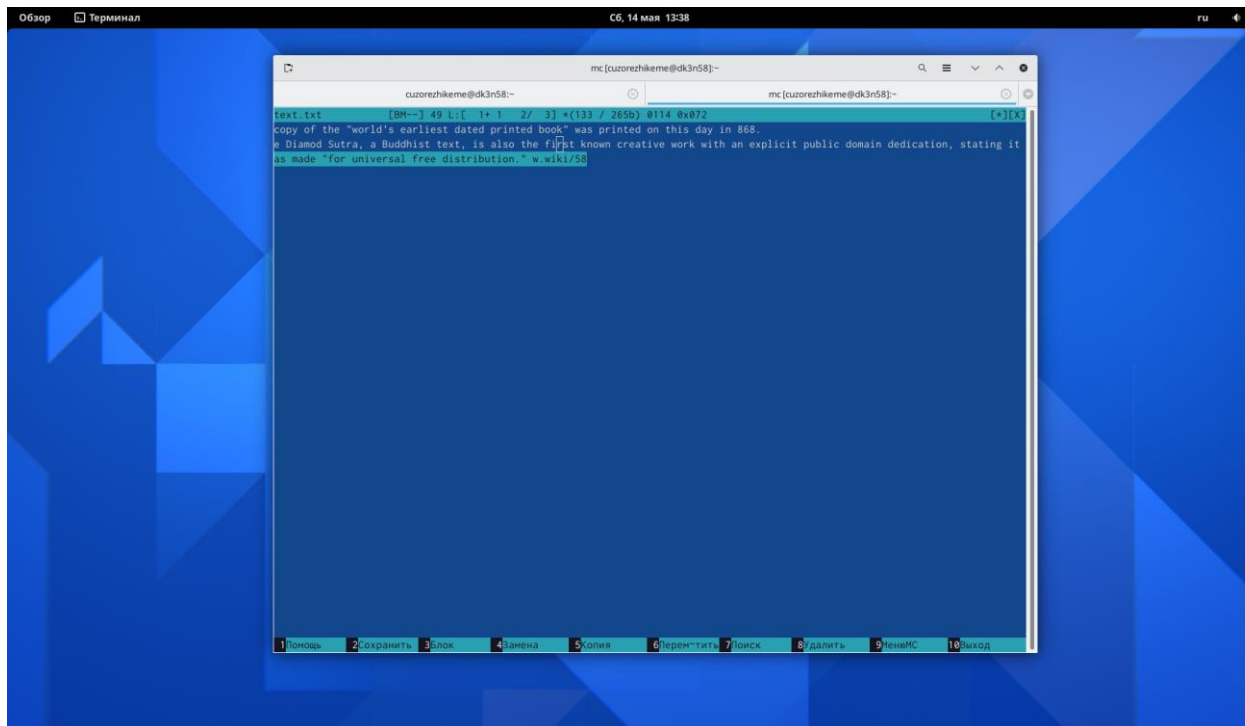 Обзор Терминал Сб, 14 мая 13:38 ru
mc [cuzorezhikeme@dk3n58]:~
cuzorezhikeme@dk3n58:~ mc [cuzorezhikeme@dk3n58]:~
text.txt [BM--] 49 L:[ 1+ 1 2/ 3] *(133 / 265b) 0114 0x072 [*][X]
copy of the "world's earliest dated printed book" was printed on this day in 868.
e Diamod Sutra, a Buddhist text, is also the first known creative work with an explicit public domain dedication, stating it
as made "for universal free distribution." w.wiki/58
1Помощь 2Сохранить 3Блок 4Замена 5Копия 6Перем~тить 7Поиск 8Удалить 9МенюMC 10Выход